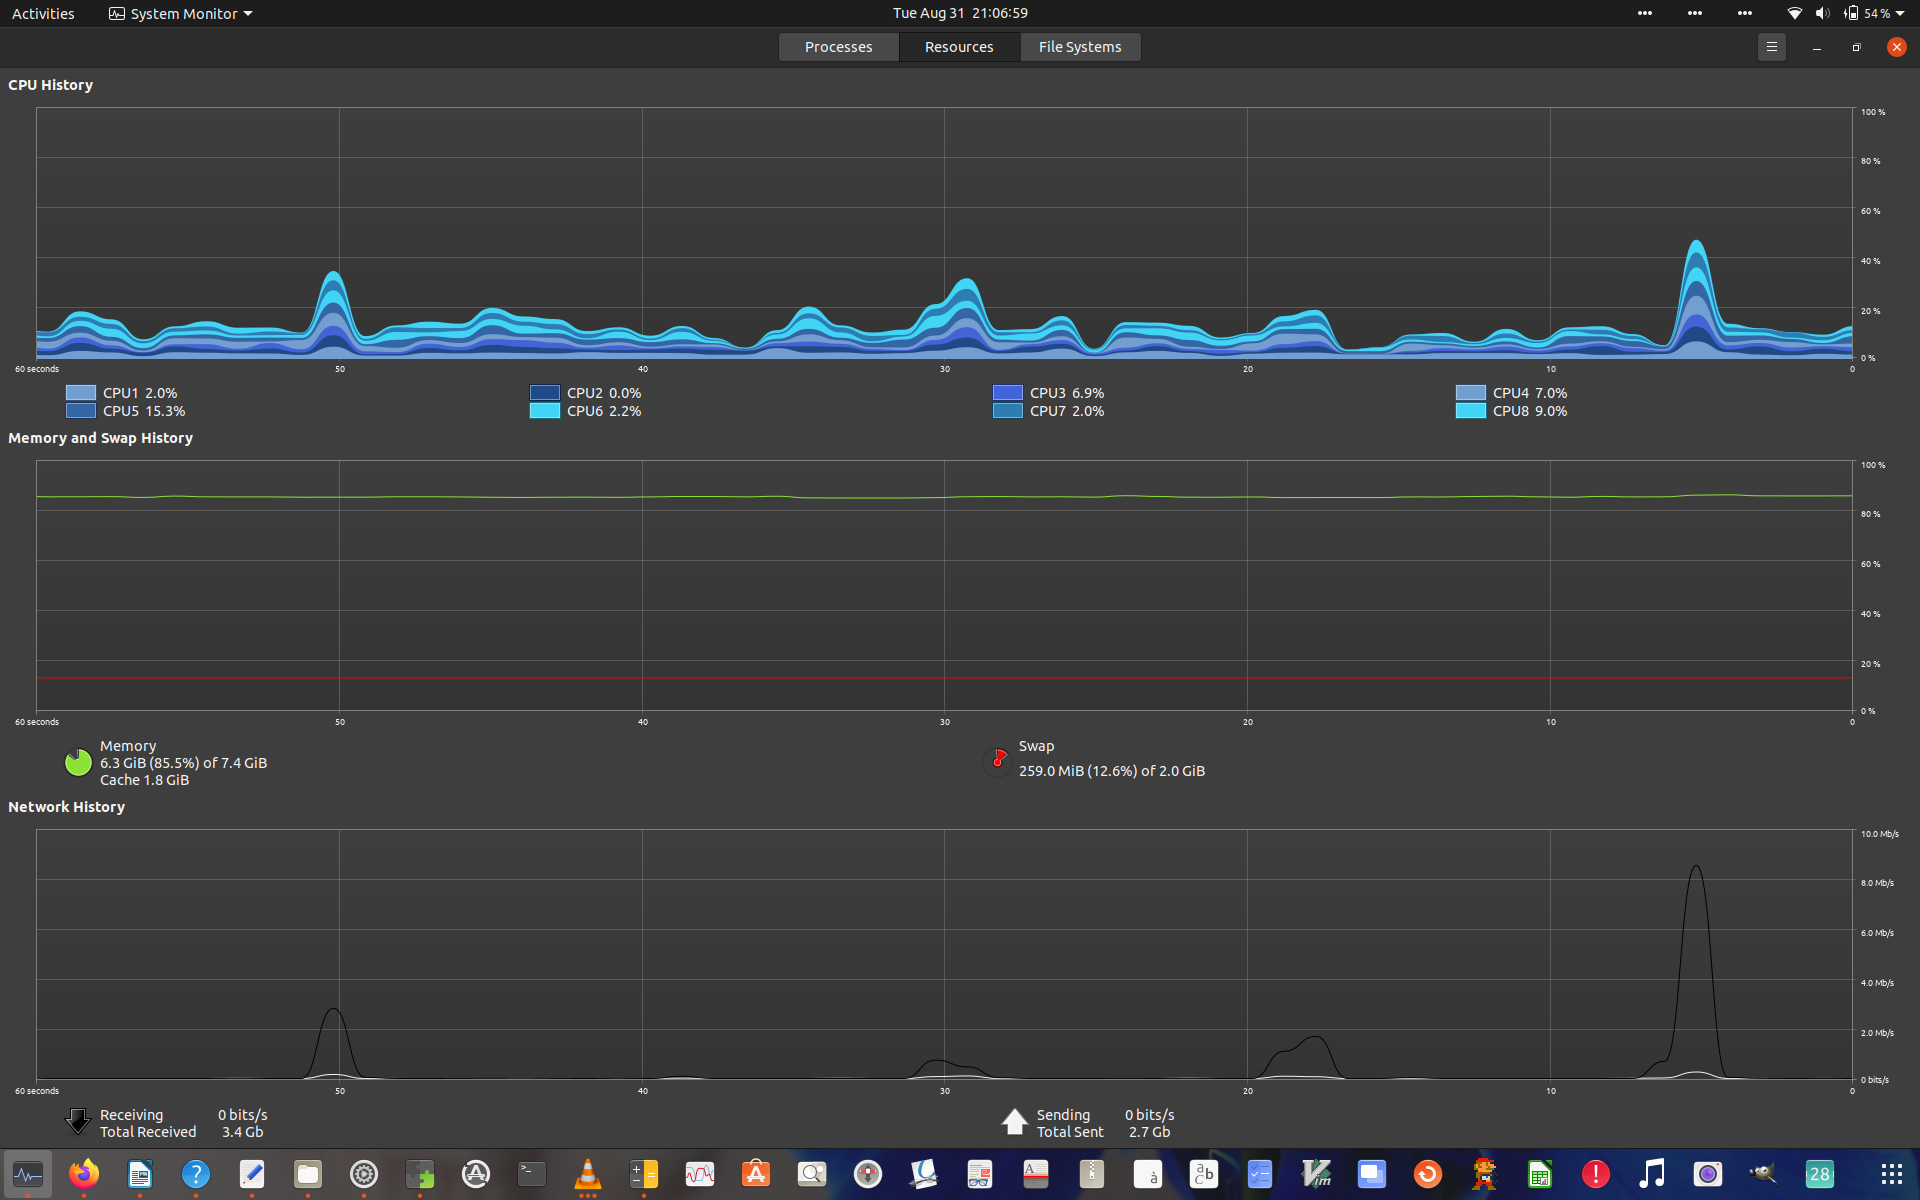 Activities System Monitor Tue Aug 31 21:06:59 54 %
Processes Resources File Systems
CPU History
100 %
80 %
60 %
40 %
20 %
0 %
60 seconds 50 40 30 20 10 0
CPU1 2.0% CPU2 0.0% CPU3 6.9% CPU4 7.0%
CPU5 15.3% CPU6 2.2% CPU7 2.0% CPU8 9.0%
Memory and Swap History
100 %
80 %
60 %
40 %
20 %
0 %
60 seconds 50 40 30 20 10 0
Memory
6.3 GiB (85.5%) of 7.4 GiB
Cache 1.8 GiB
Swap
259.0 MiB (12.6%) of 2.0 GiB
Network History
10.0 Mb/s
8.0 Mb/s
6.0 Mb/s
4.0 Mb/s
2.0 Mb/s
0 bits/s
60 seconds 50 40 30 20 10 0
Receiving 0 bits/s
Total Received 3.4 Gb
Sending 0 bits/s
Total Sent 2.7 Gb
? >_ A à a b c Vim ! 28